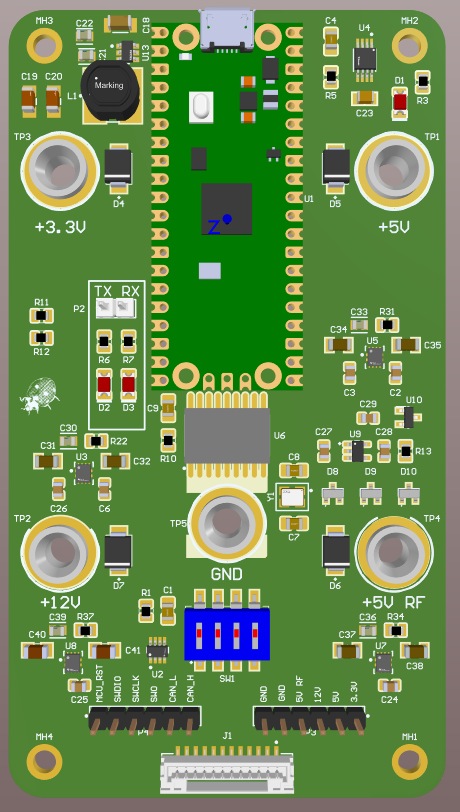 MH3
C22
C18
C21
U13
C19 C20
L1
Marking
C4
U4
MH2
R5
D1
R3
C23
TP3
D4
+3.3V
D5
TP1
+5V
U1
Z
TX RX
P2
R11
R12
R6 R7
D2 D3
C33 R31
C34
C35
U5
C3
C2
C9
R10
U6
C29
U10
C30
R22
C31
U3
C32
C26
C6
C27
U9
C28
R13
C8
D8 D9 D10
Y1
C7
TP2
D7
+12V
TP5
GND
D6
TP4
+5V RF
R1 C1
C39 R37
C40
U8
C25
C41
U2
SW1
C36 R34
C37
U7
C38
C24
MCU_RST
SWDIO
SWCLK
SWO
CAN_L
CAN_H
GND
GND
5V RF
12V
5V
3.3V
J1
MH4
MH1